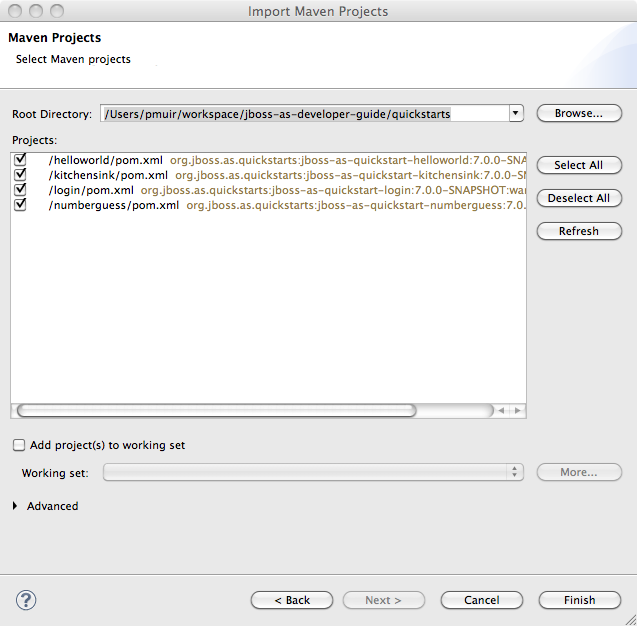 Import Maven Projects
Maven Projects
Select Maven projects
Root Directory: /Users/pmuir/workspace/jboss-as-developer-guide/quickstarts Browse...
Projects:
/helloworld/pom.xml org.jboss.as.quickstarts:jboss-as-quickstart-helloworld:7.0.0-SNA
/kitchensink/pom.xml org.jboss.as.quickstarts:jboss-as-quickstart-kitchensink:7.0.0-SN
/login/pom.xml org.jboss.as.quickstarts:jboss-as-quickstart-login:7.0.0-SNAPSHOT:wa
/numberguess/pom.xml org.jboss.as.quickstarts:jboss-as-quickstart-numberguess:7.0.
Select All
Deselect All
Refresh
Add project(s) to working set
Working set: More...
Advanced
? < Back Next > Cancel Finish